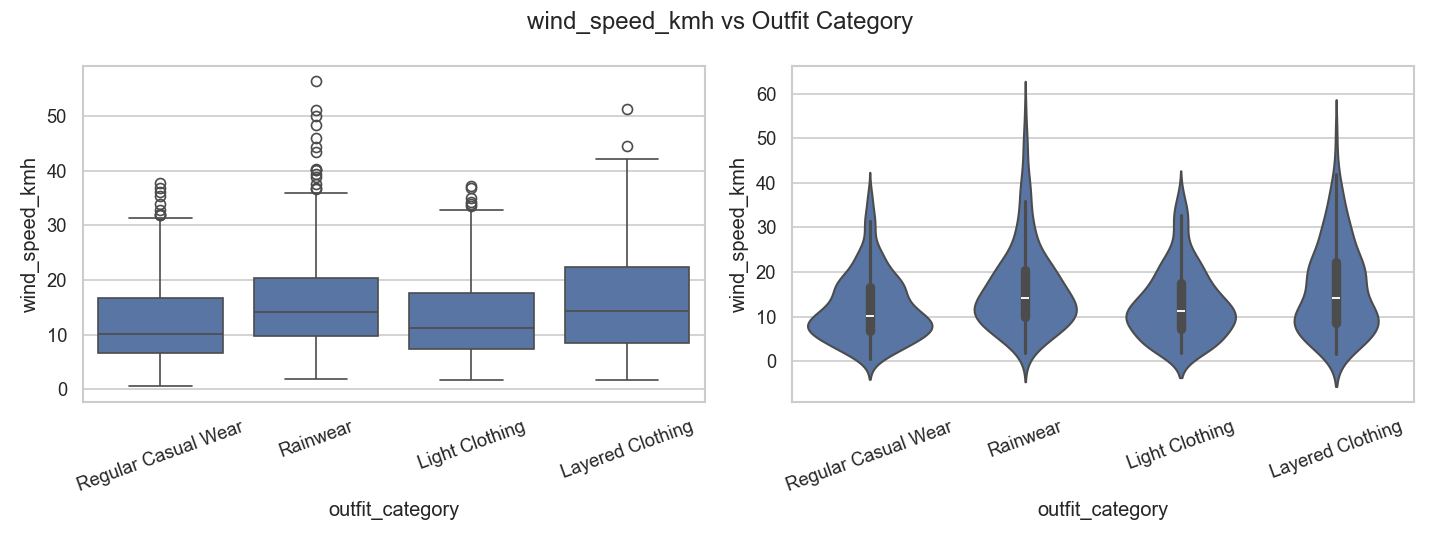 wind_speed_kmh vs Outfit Category
wind_speed_kmh
50
40
30
20
10
0
Regular Casual Wear
Rainwear
Light Clothing
Layered Clothing
outfit_category
wind_speed_kmh
60
50
40
30
20
10
0
Regular Casual Wear
Rainwear
Light Clothing
Layered Clothing
outfit_category